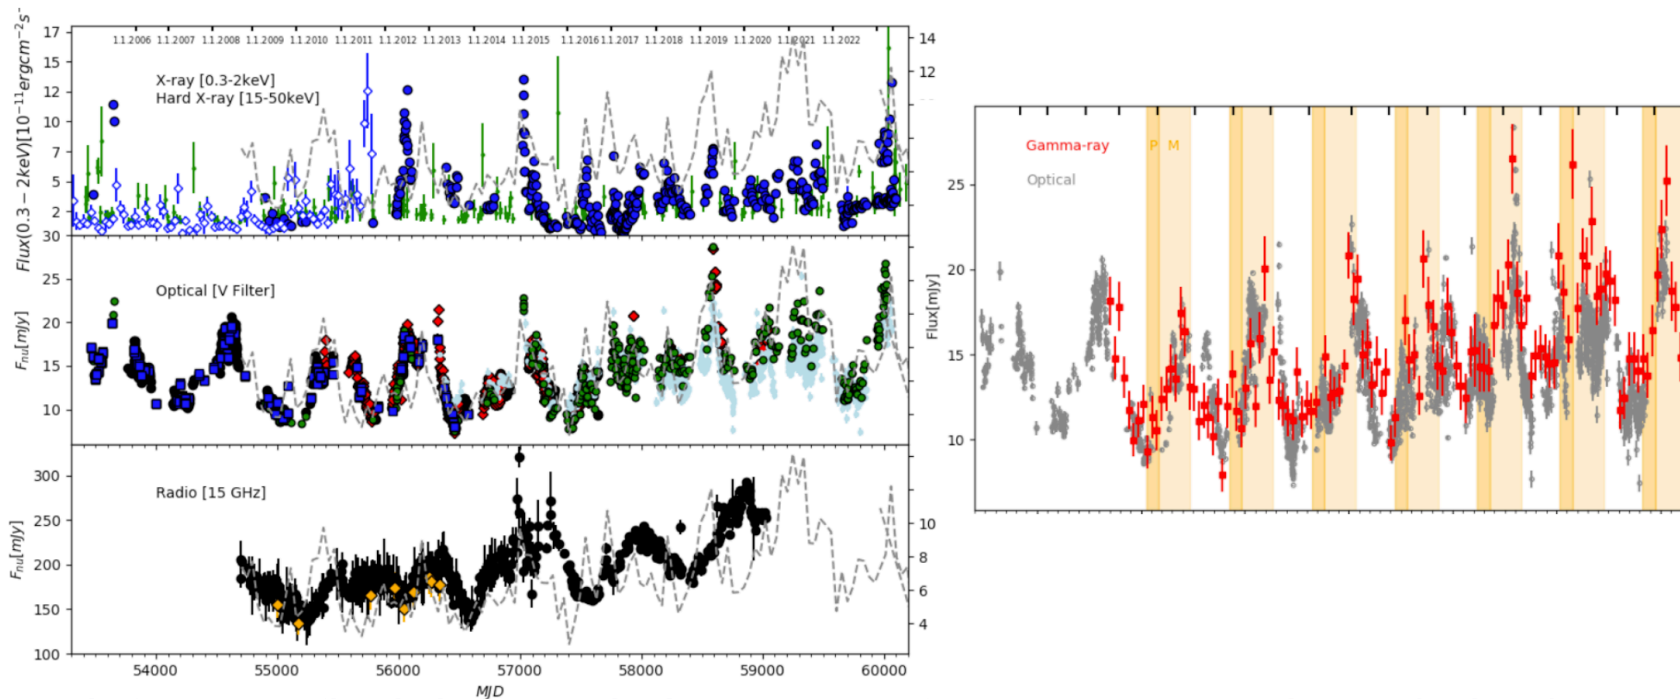 Flux(0.3 − 2keV)[10⁻¹¹ergcm⁻²s⁻
17
15
12
10
7
5
2
30
1.1.2006 1.1.2007 1.1.2008 1.1.2009 1.1.2010 1.1.2011 1.1.2012 1.1.2013 1.1.2014 1.1.2015 1.1.2016 1.1.2017 1.1.2018 1.1.2019 1.1.2020 1.1.2021 1.1.2022
X-ray [0.3-2keV]
Hard X-ray [15-50keV]
14
12
F_nu[mJy]
25
20
15
10
Optical [V Filter]
F_nu[mJy]
300
250
200
150
100
Radio [15 GHz]
10
8
6
4
54000 55000 56000 57000 58000 59000 60000
MJD
Flux[mJy]
25
20
15
10
Gamma-ray
Optical
P M